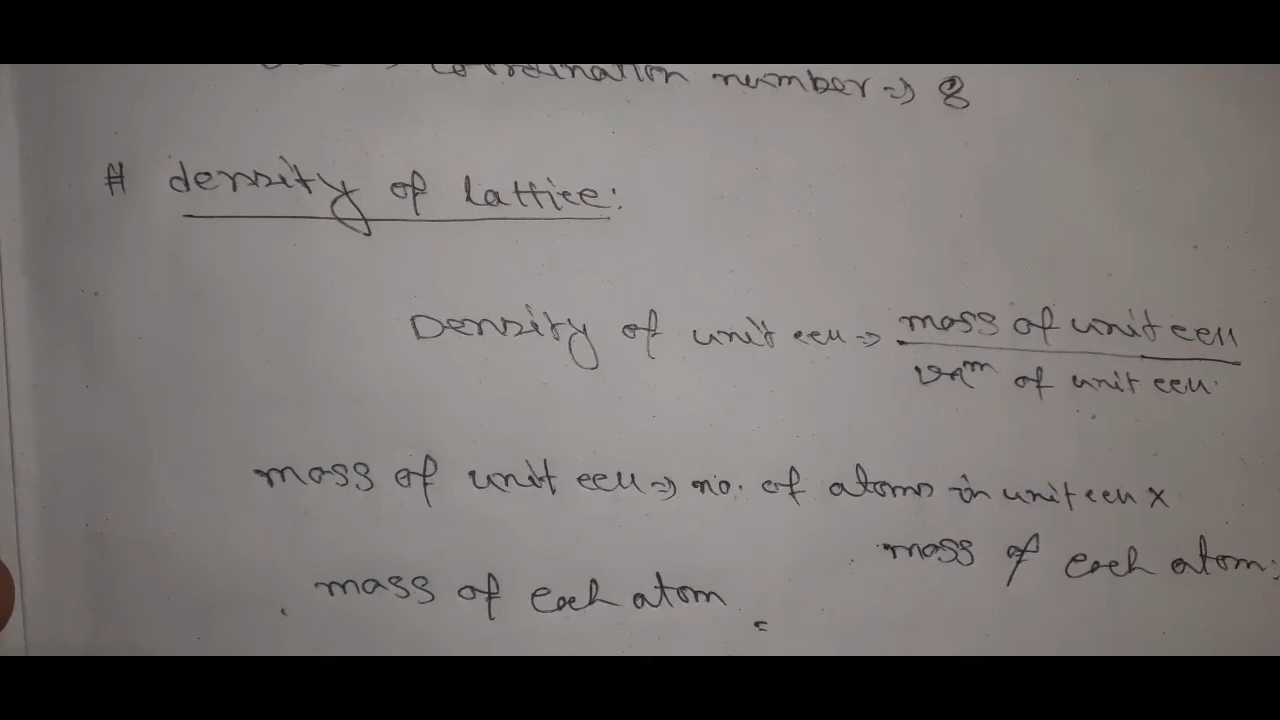 coordination number => 8
# density of lattice:
Density of unit cell => mass of unit cell
volm of unit cell.
mass of unit cell => no. of atoms in unit cell x
mass of each atom:
mass of each atom =